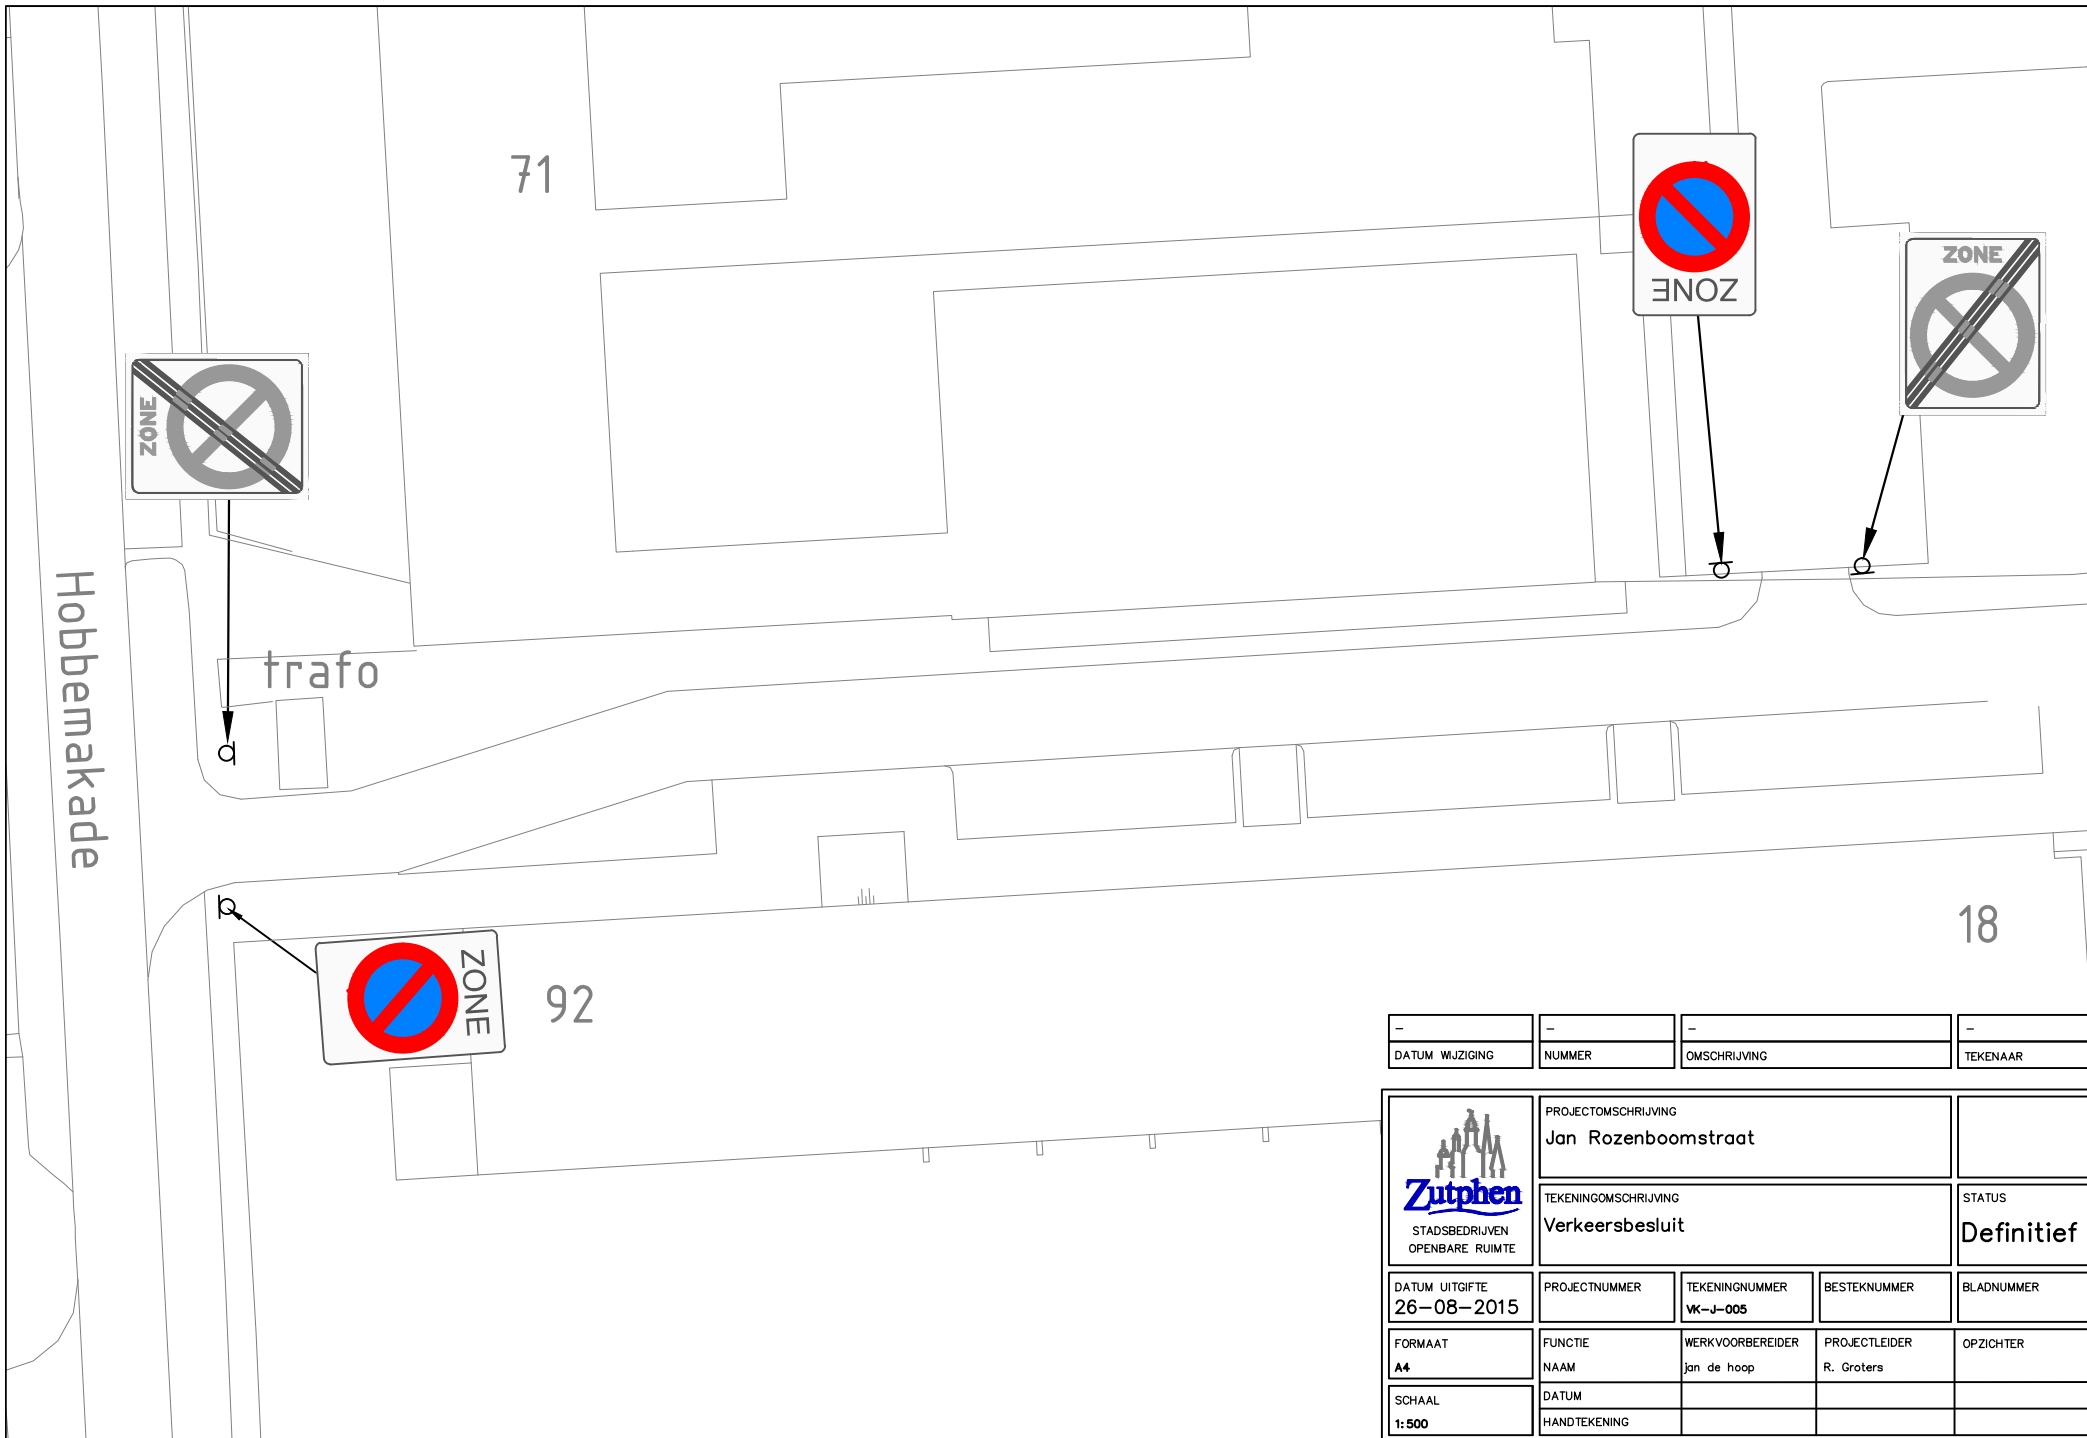 71
ZONE
ZONE
ZONE
Hobbemakade
trafo
ZONE
92
18
–
–
–
–
DATUM WIJZIGING
NUMMER
OMSCHRIJVING
TEKENAAR
Zutphen
STADSBEDRIJVEN
OPENBARE RUIMTE
PROJECTOMSCHRIJVING
Jan Rozenboomstraat
TEKENINGOMSCHRIJVING
Verkeersbesluit
STATUS
Definitief
DATUM UITGIFTE
26-08-2015
PROJECTNUMMER
TEKENINGNUMMER
VK-J-005
BESTEKNUMMER
BLADNUMMER
FORMAAT
A4
FUNCTIE
WERKVOORBEREIDER
PROJECTLEIDER
OPZICHTER
NAAM
jan de hoop
R. Groters
SCHAAL
1:500
DATUM
HANDTEKENING